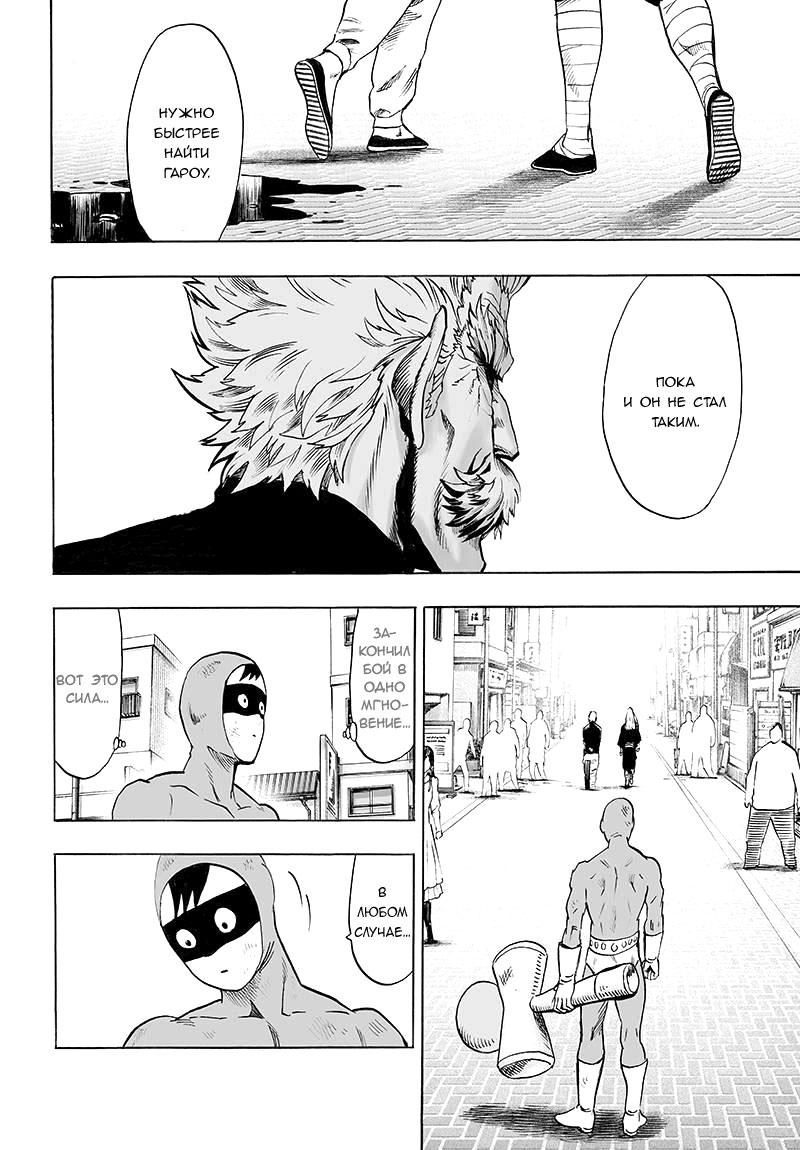 НУЖНО
БЫСТРЕЕ
НАЙТИ
ГАРОУ.
ПОКА
И ОН НЕ СТАЛ
ТАКИМ.
ЗА-
КОНЧИЛ
БОЙ В
ОДНО
МГНО-
ВЕНИЕ...
ВОТ ЭТО
СИЛА...
В
ЛЮБОМ
СЛУЧАЕ...